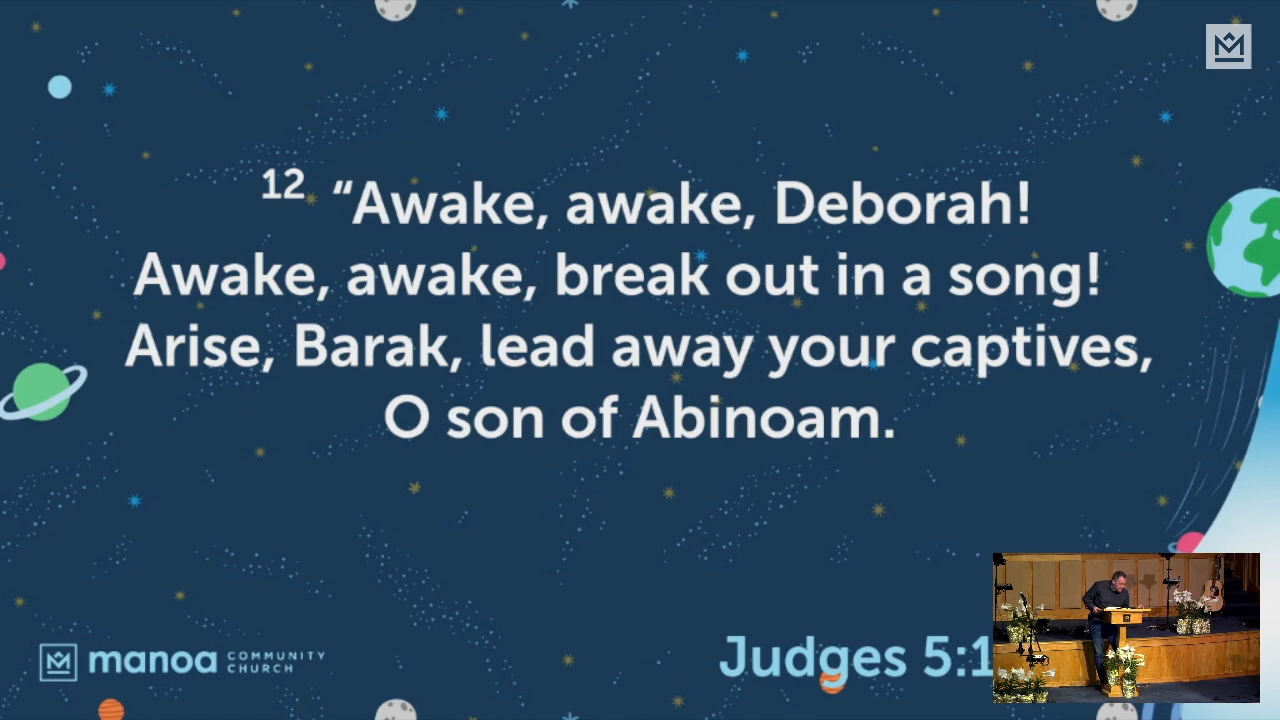 12 “Awake, awake, Deborah!
Awake, awake, break out in a song!
Arise, Barak, lead away your captives,
O son of Abinoam.
manoa COMMUNITY CHURCH
Judges 5:1